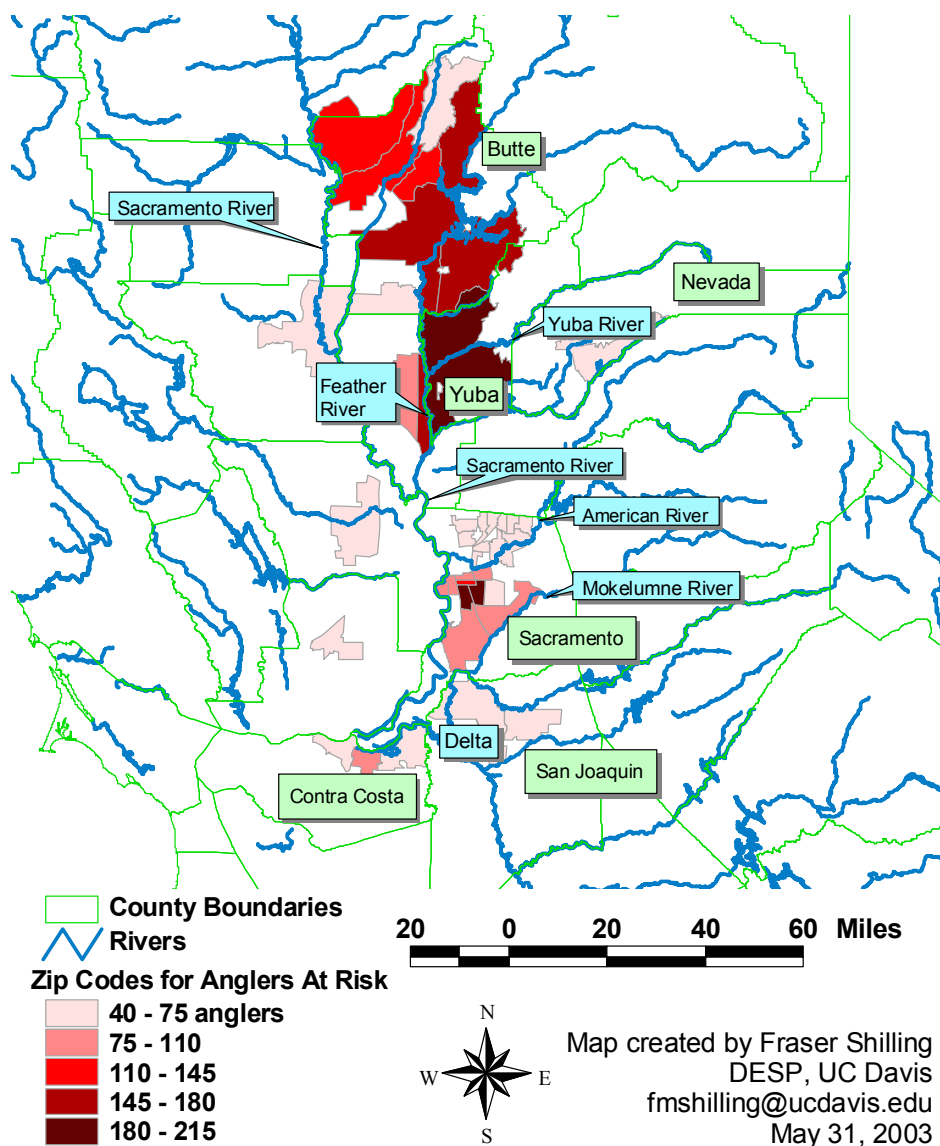 Butte
Sacramento River
Nevada
Yuba River
Feather
River
Yuba
Sacramento River
American River
Mokelumne River
Sacramento
Delta
San Joaquin
Contra Costa
County Boundaries
Rivers
20 0 20 40 60 Miles
Zip Codes for Anglers At Risk
40 - 75 anglers
75 - 110
110 - 145
145 - 180
180 - 215
N
W E
S
Map created by Fraser Shilling
DESP, UC Davis
fmshilling@ucdavis.edu
May 31, 2003